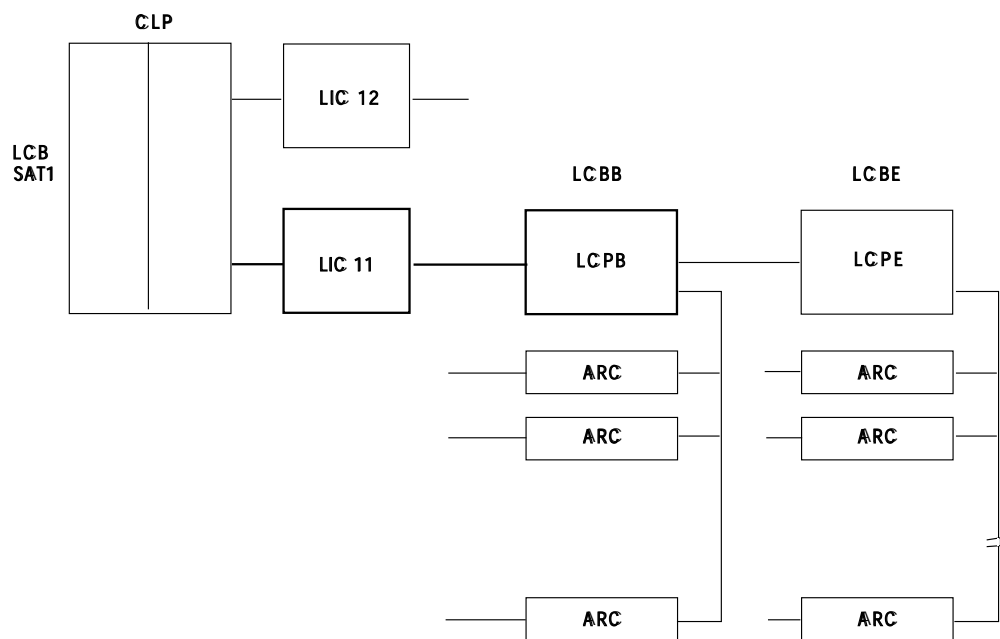 CLP
LIC 12
LCB
SAT1
LCBB
LCBE
LIC 11
LCPB
LCPE
ARC
ARC
ARC
ARC
ARC
ARC